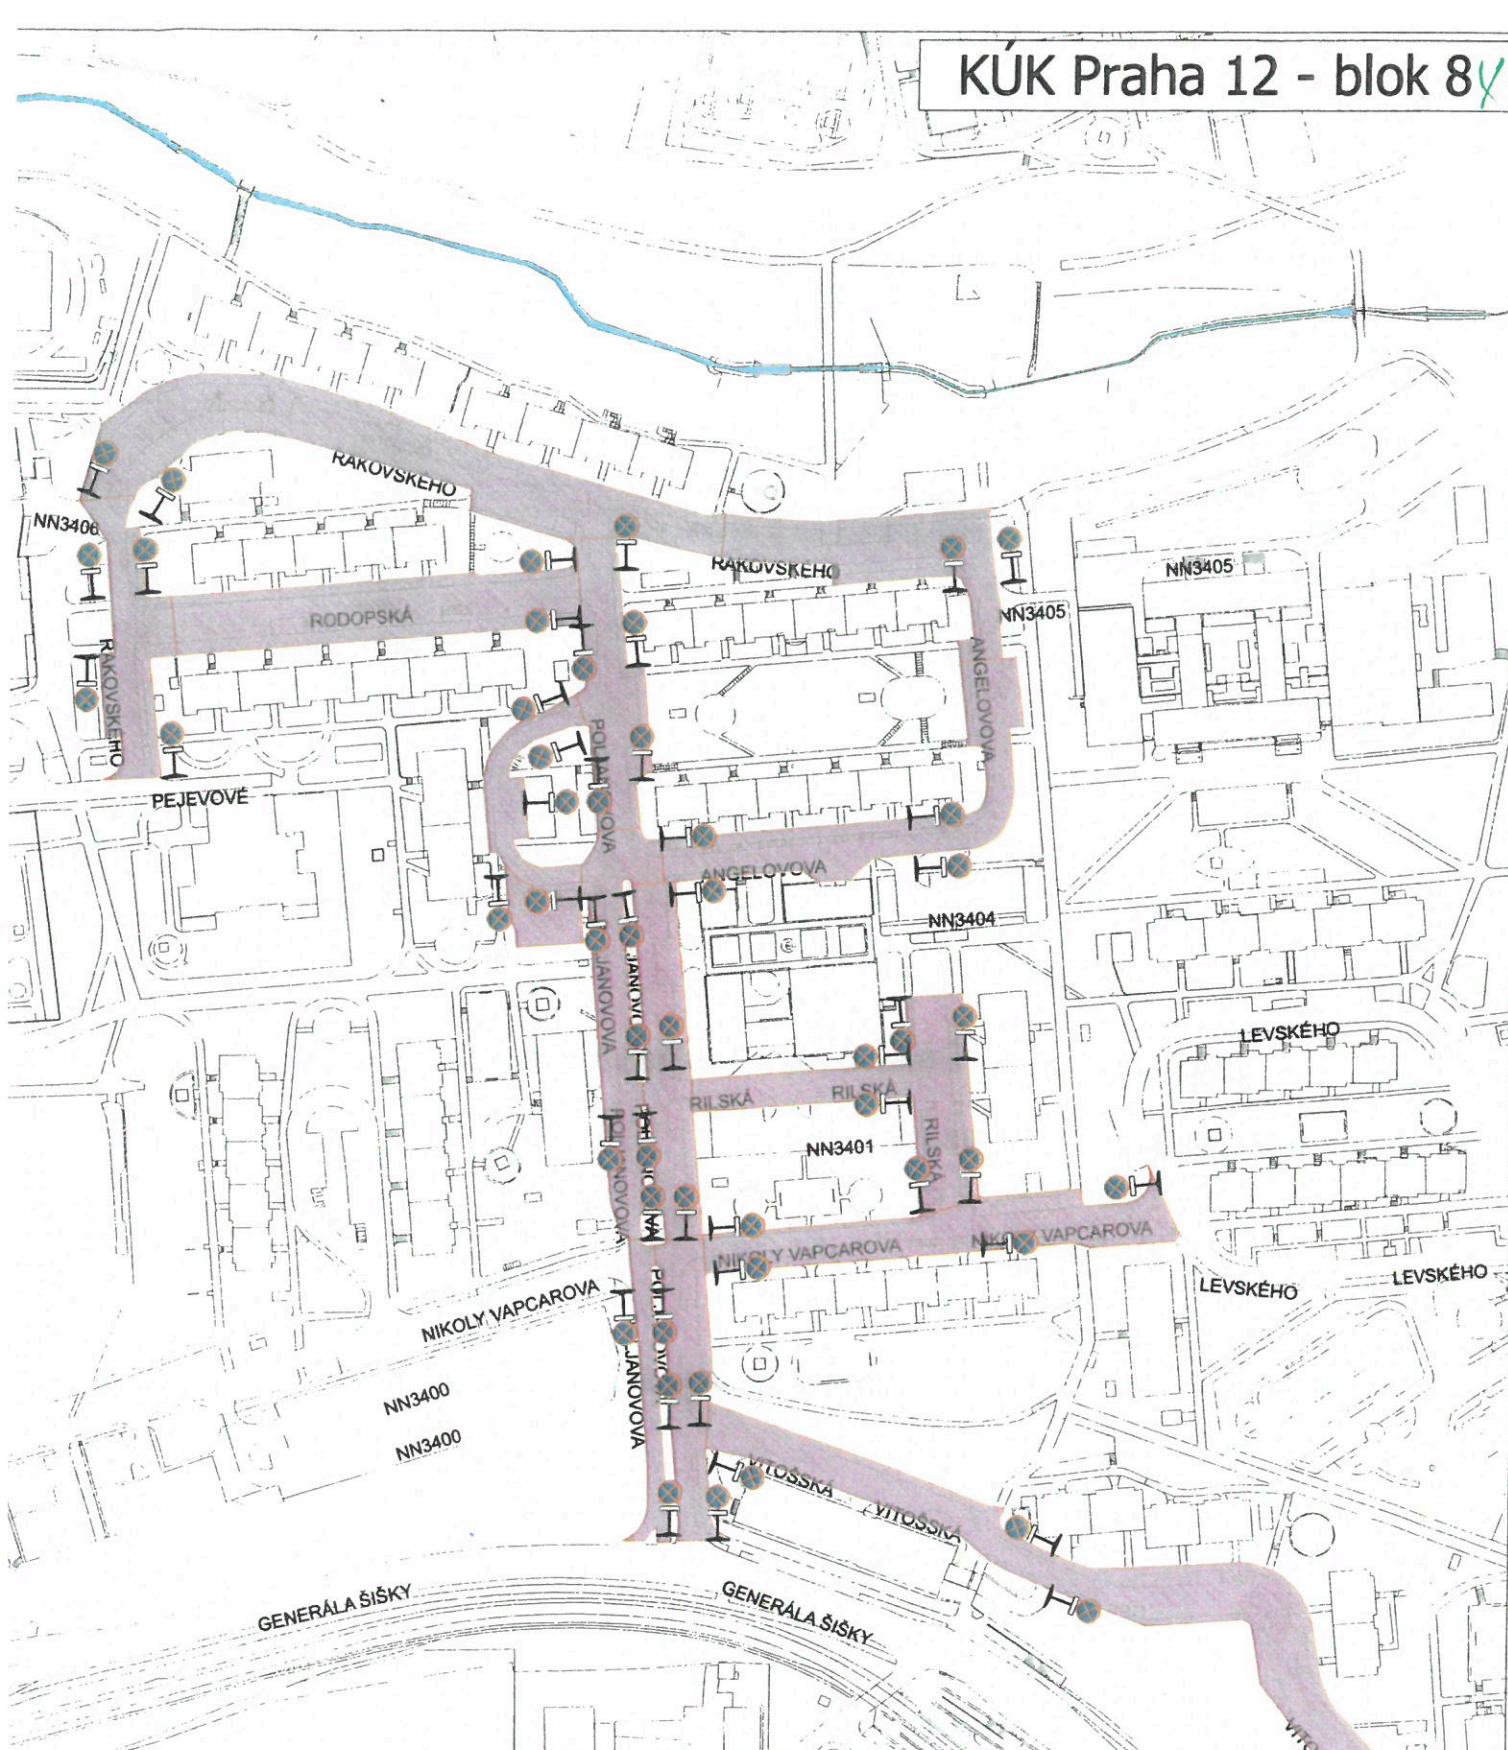 KÚK Praha 12 - blok 8
RAKOVSKÉHO
NN3406
RAKOVSKÉHO
NN3405
NN3405
RODOPSKÁ
RAKOVSKÉHO
ANGELOVOVA
PEJEVOVÉ
ANGELOVOVA
NN3404
JANOVOVA
LEVSKÉHO
RILSKÁ
RILSKÁ
RILSKÁ
NN3401
NIKOLY VAPCAROVA
VAPCAROVA
NIKOLY VAPCAROVA
LEVSKÉHO
LEVSKÉHO
JANOVOVA
NN3400
NN3400
VITOŠSKÁ
VITOŠSKÁ
GENERÁLA ŠIŠKY
GENERÁLA ŠIŠKY